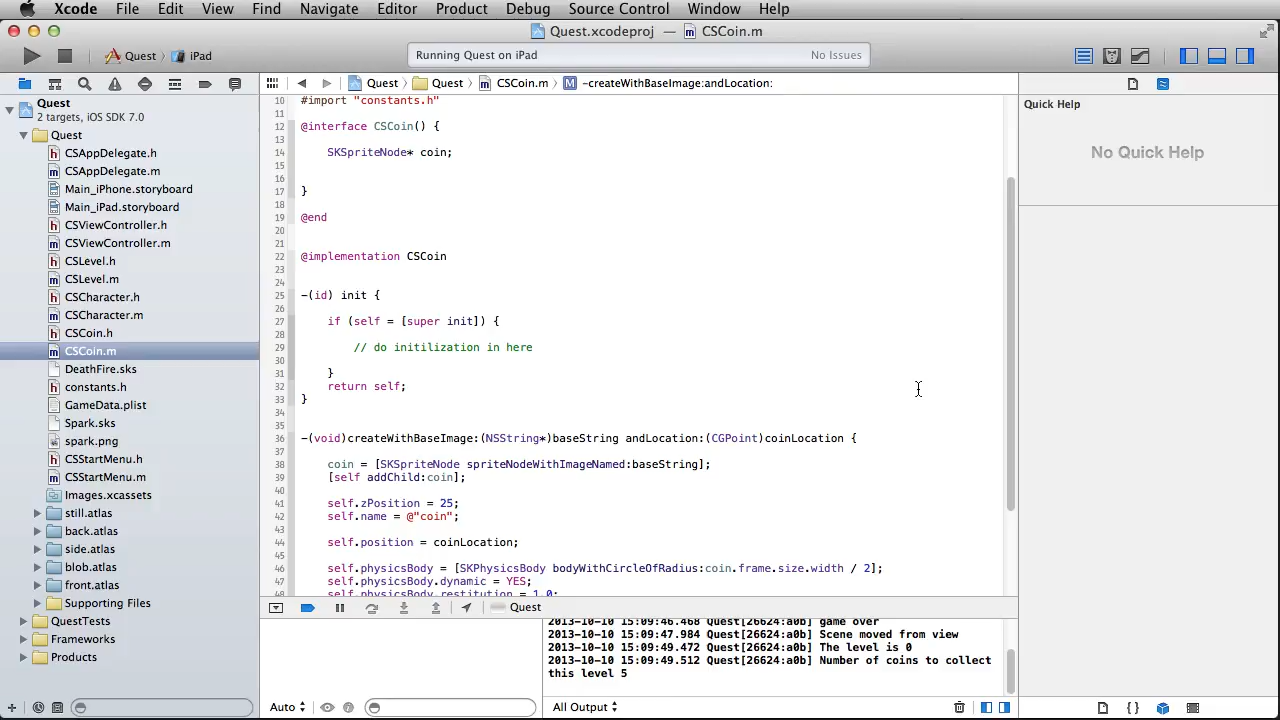 Xcode File Edit View Find Navigate Editor Product Debug Source Control Window Help
Quest.xcodeproj — CSCoin.m
Quest iPad
Running Quest on iPad No Issues
Quest Quest CSCoin.m -createWithBaseImage:andLocation:
Quest
2 targets, iOS SDK 7.0
Quest
CSAppDelegate.h
CSAppDelegate.m
Main_iPhone.storyboard
Main_iPad.storyboard
CSViewController.h
CSViewController.m
CSLevel.h
CSLevel.m
CSCharacter.h
CSCharacter.m
CSCoin.h
CSCoin.m
DeathFire.sks
constants.h
GameData.plist
Spark.sks
spark.png
CSStartMenu.h
CSStartMenu.m
Images.xcassets
still.atlas
back.atlas
side.atlas
blob.atlas
front.atlas
Supporting Files
QuestTests
Frameworks
Products
10 #import "constants.h"
11
12 @interface CSCoin() {
13
14 SKSpriteNode* coin;
15
16
17 }
18
19 @end
20
21
22 @implementation CSCoin
23
24
25 -(id) init {
26
27 if (self = [super init]) {
28
29 // do initilization in here
30
31 }
32 return self;
33 }
34
35
36 -(void)createWithBaseImage:(NSString*)baseString andLocation:(CGPoint)coinLocation {
37
38 coin = [SKSpriteNode spriteNodeWithImageNamed:baseString];
39 [self addChild:coin];
40
41 self.zPosition = 25;
42 self.name = @"coin";
43
44 self.position = coinLocation;
45
46 self.physicsBody = [SKPhysicsBody bodyWithCircleOfRadius:coin.frame.size.width / 2];
47 self.physicsBody.dynamic = YES;
48 self.physicsBody.restitution = 1.0;
Quest
2013-10-10 15:09:46.468 Quest[26624:a0b] game over
2013-10-10 15:09:47.984 Quest[26624:a0b] Scene moved from view
2013-10-10 15:09:49.472 Quest[26624:a0b] The level is 0
2013-10-10 15:09:49.512 Quest[26624:a0b] Number of coins to collect
this level 5
Auto
All Output
Quick Help
No Quick Help